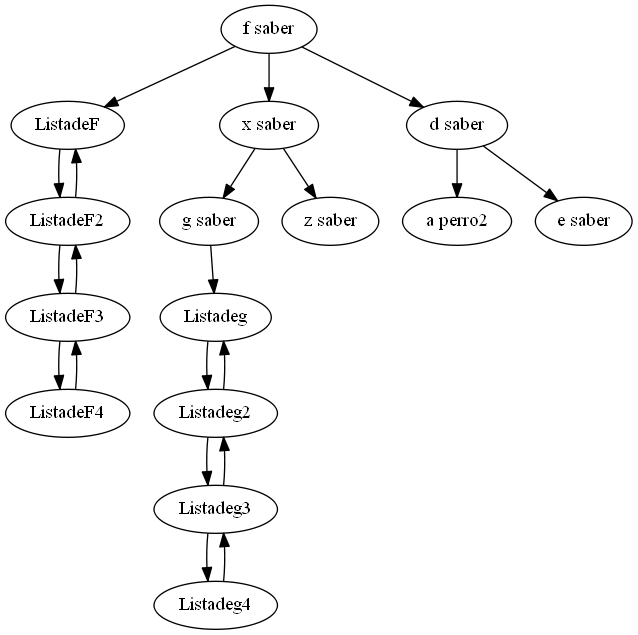 f saber
ListadeF
x saber
d saber
ListadeF2
g saber
z saber
a perro2
e saber
ListadeF3
Listadeg
ListadeF4
Listadeg2
Listadeg3
Listadeg4